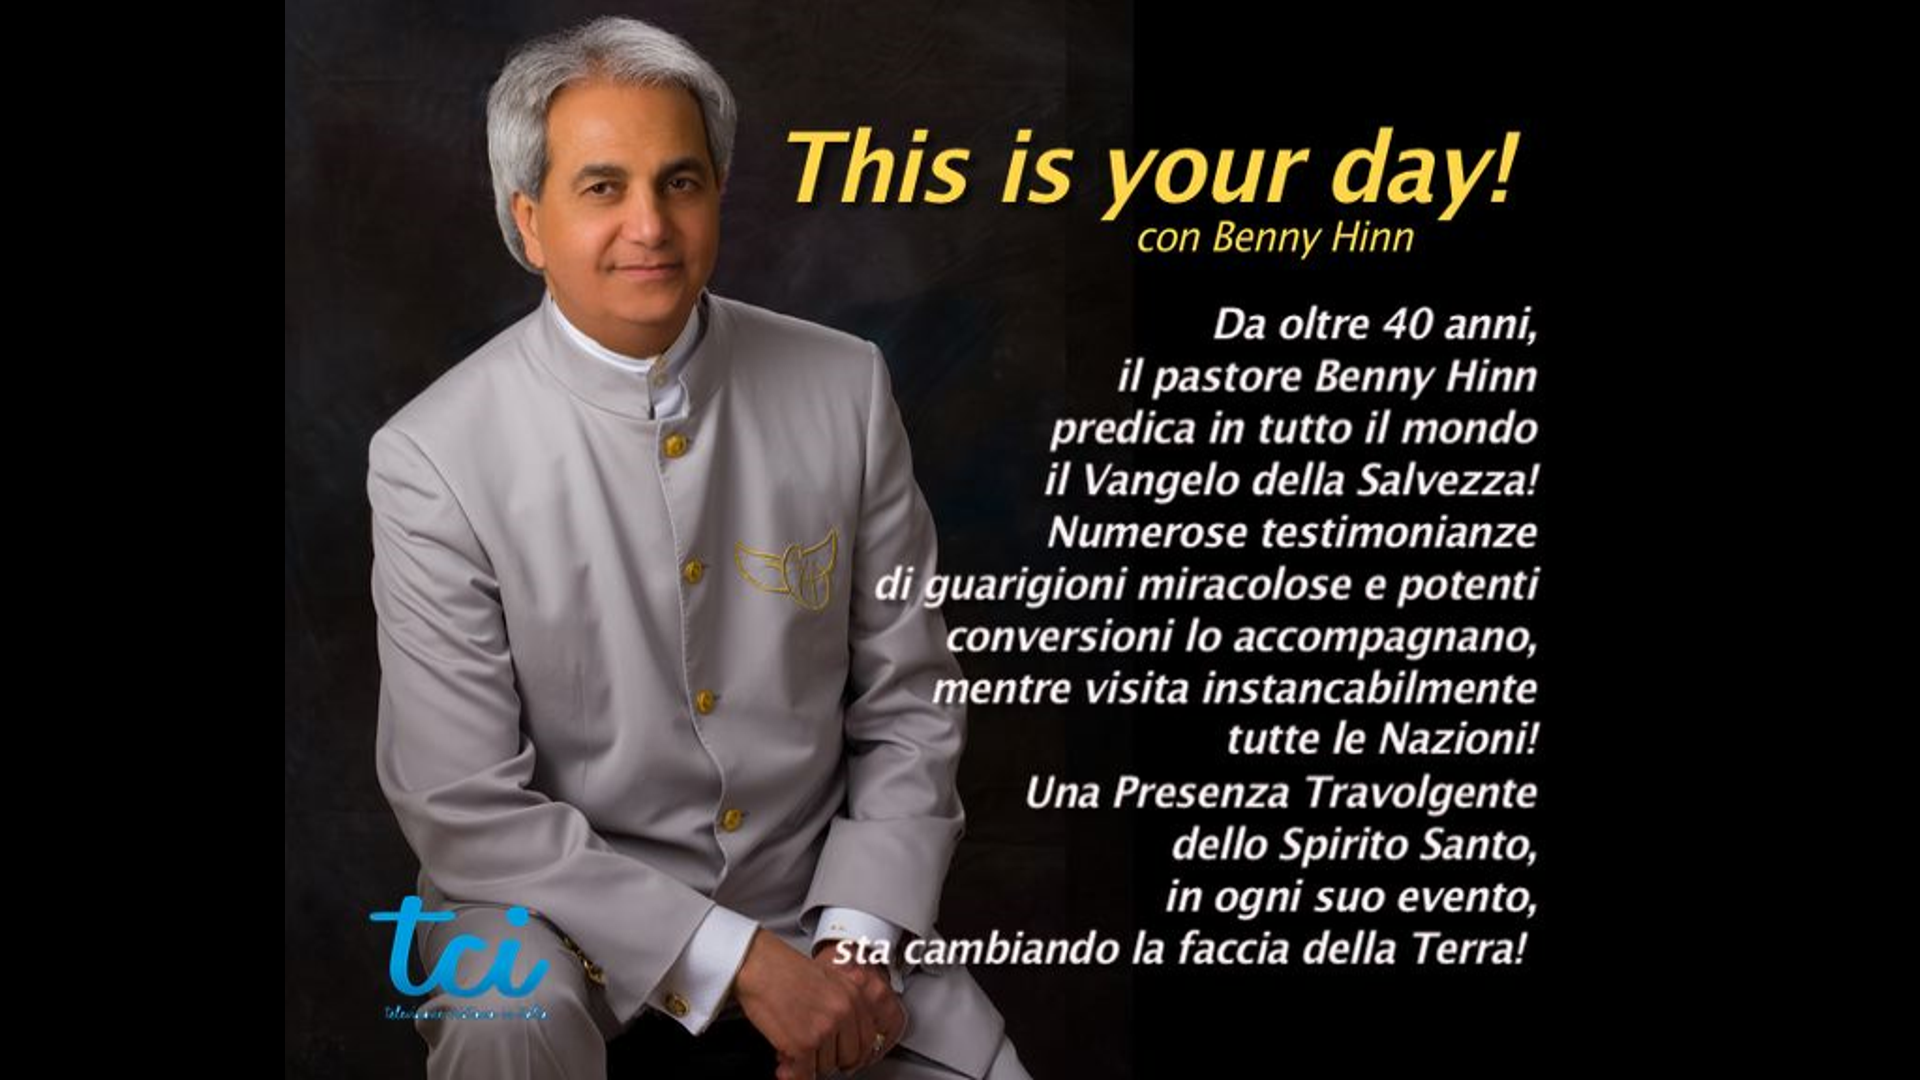 This is your day!
con Benny Hinn
Da oltre 40 anni,
il pastore Benny Hinn
predica in tutto il mondo
il Vangelo della Salvezza!
Numerose testimonianze
di guarigioni miracolose e potenti
conversioni lo accompagnano,
mentre visita instancabilmente
tutte le Nazioni!
Una Presenza Travolgente
dello Spirito Santo,
in ogni suo evento,
sta cambiando la faccia della Terra!
tci